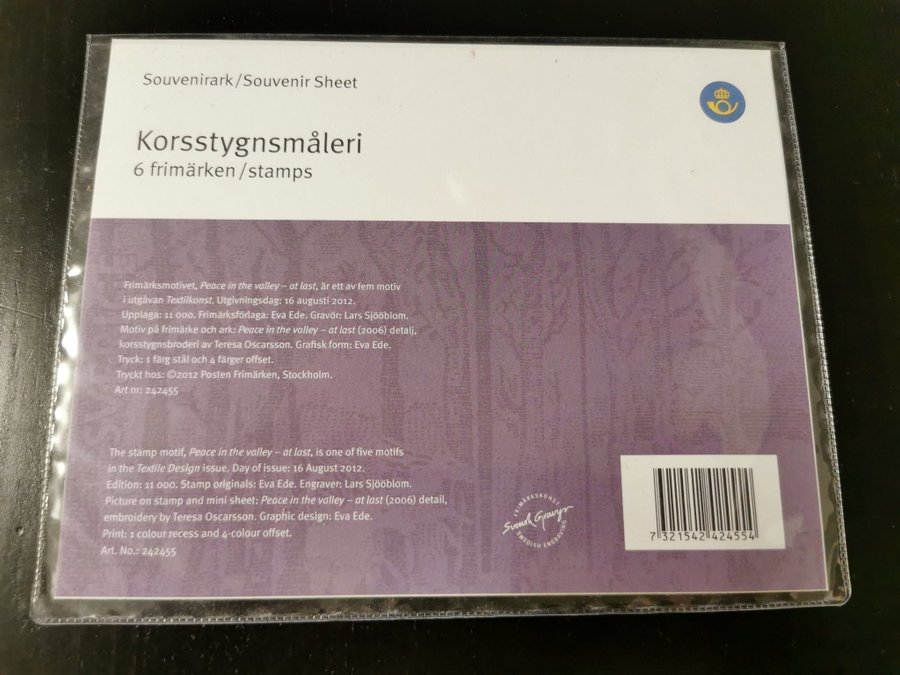 Souvenirark/Souvenir Sheet
Korsstygnsmåleri
6 frimärken/stamps
Frimärksmotivet, Peace in the valley – at last, är ett av fem motiv
i utgåvan Textilkonst. Utgivningsdag: 16 augusti 2012.
Upplaga: 11 000. Frimärksförlaga: Eva Ede. Gravör: Lars Sjööblom.
Motiv på frimärke och ark: Peace in the valley – at last (2006) detalj,
korsstygnsbroderi av Teresa Oscarsson. Grafisk form: Eva Ede.
Tryck: 1 färg stål och 4 färger offset.
Tryckt hos: ©2012 Posten Frimärken, Stockholm.
Art nr: 242455
The stamp motif, Peace in the valley – at last, is one of five motifs
in the Textile Design issue. Day of issue: 16 August 2012.
Edition: 11 000. Stamp originals: Eva Ede. Engraver: Lars Sjööblom.
Picture on stamp and mini sheet: Peace in the valley – at last (2006) detail,
embroidery by Teresa Oscarsson. Graphic design: Eva Ede.
Print: 1 colour recess and 4-colour offset.
Art. No.: 242455
FRIMÄRKSKONST
Svensk Gravyr
SWEDISH ENGRAVING
7 321542 424554